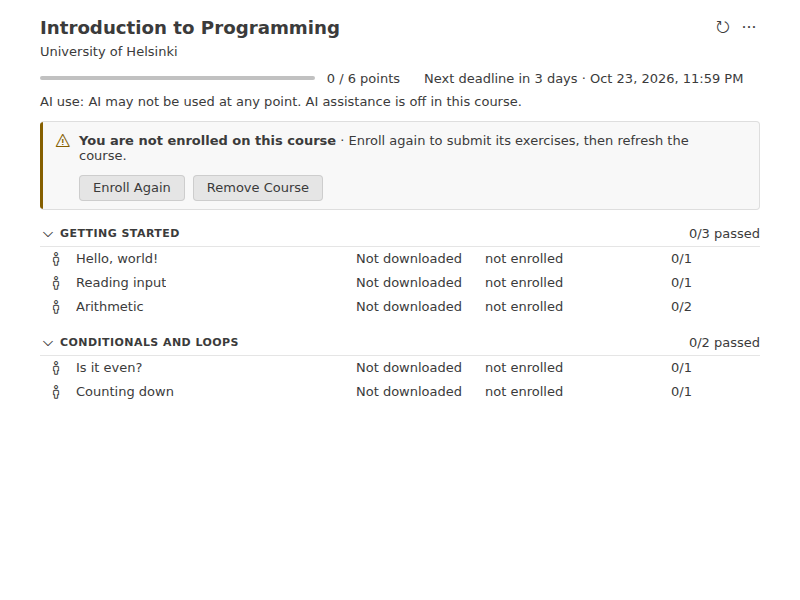 Introduction to Programming
University of Helsinki
0 / 6 points Next deadline in 3 days · Oct 23, 2026, 11:59 PM
AI use: AI may not be used at any point. AI assistance is off in this course.
You are not enrolled on this course · Enroll again to submit its exercises, then refresh the
course.
Enroll Again Remove Course
GETTING STARTED 0/3 passed
Hello, world! Not downloaded not enrolled 0/1
Reading input Not downloaded not enrolled 0/1
Arithmetic Not downloaded not enrolled 0/2
CONDITIONALS AND LOOPS 0/2 passed
Is it even? Not downloaded not enrolled 0/1
Counting down Not downloaded not enrolled 0/1